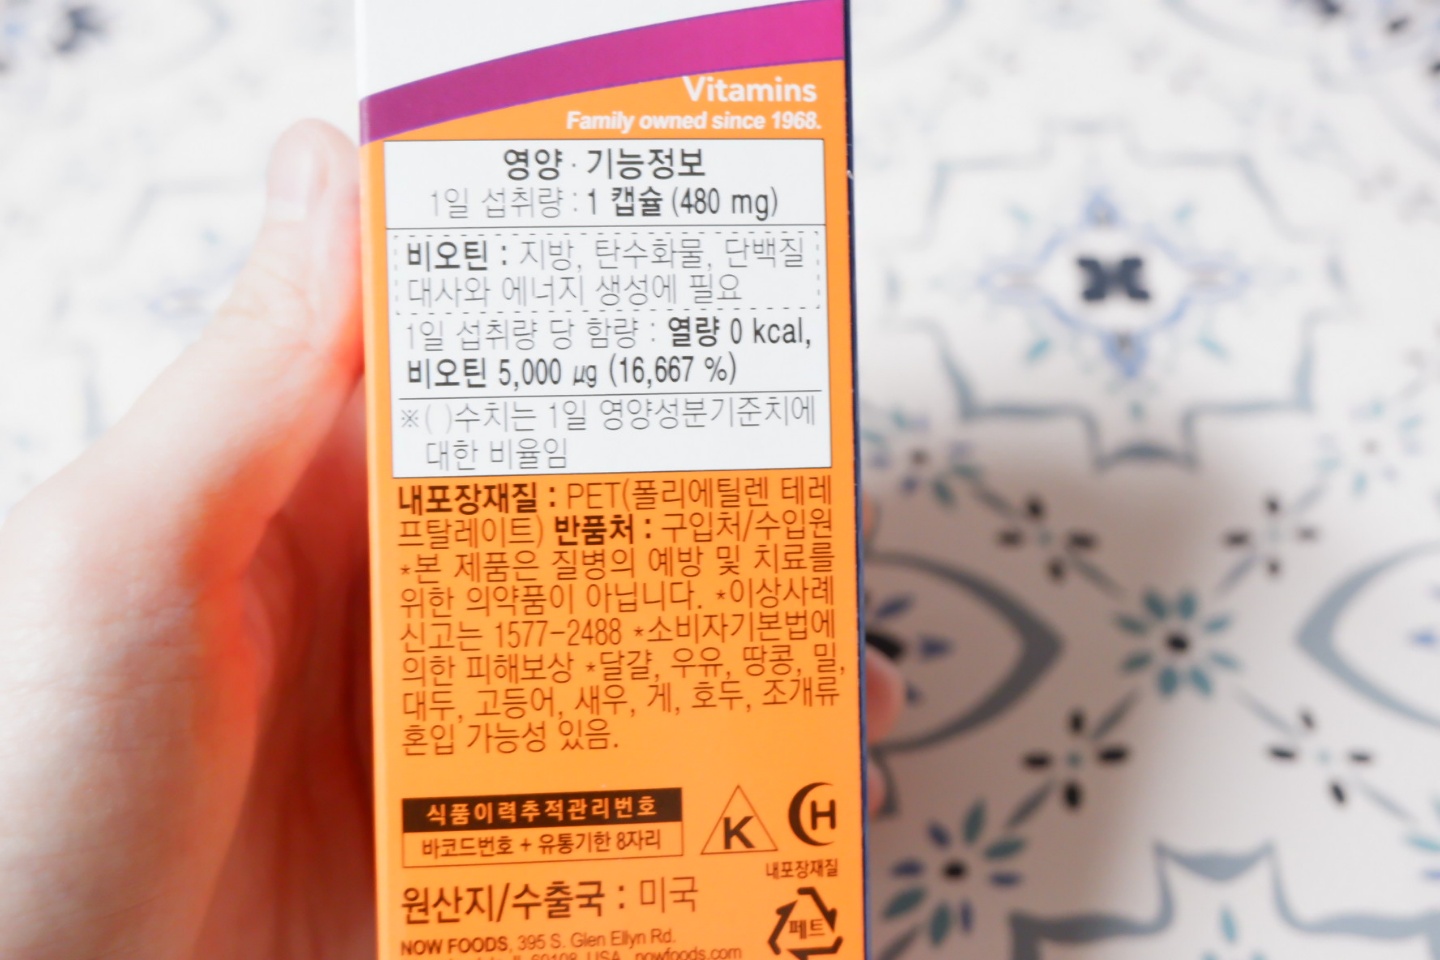 Vitamins
Family owned since 1968.
영양 · 기능정보
1일 섭취량 : 1 캡슐 (480 mg)
비오틴 : 지방, 탄수화물, 단백질
대사와 에너지 생성에 필요
1일 섭취량 당 함량 : 열량 0 kcal,
비오틴 5,000 μg (16,667 %)
※( )수치는 1일 영양성분기준치에
대한 비율임
내포장재질 : PET(폴리에틸렌 테레
프탈레이트) 반품처 : 구입처/수입원
*본 제품은 질병의 예방 및 치료를
위한 의약품이 아닙니다. *이상사례
신고는 1577-2488 *소비자기본법에
의한 피해보상 *달걀, 우유, 땅콩, 밀,
대두, 고등어, 새우, 게, 호두, 조개류
혼입 가능성 있음.
식품이력추적관리번호
바코드번호 + 유통기한 8자리
K
CH
내포장재질
페트
원산지/수출국 : 미국
NOW FOODS, 395 S. Glen Ellyn Rd.
60108, USA, nowfoods.com